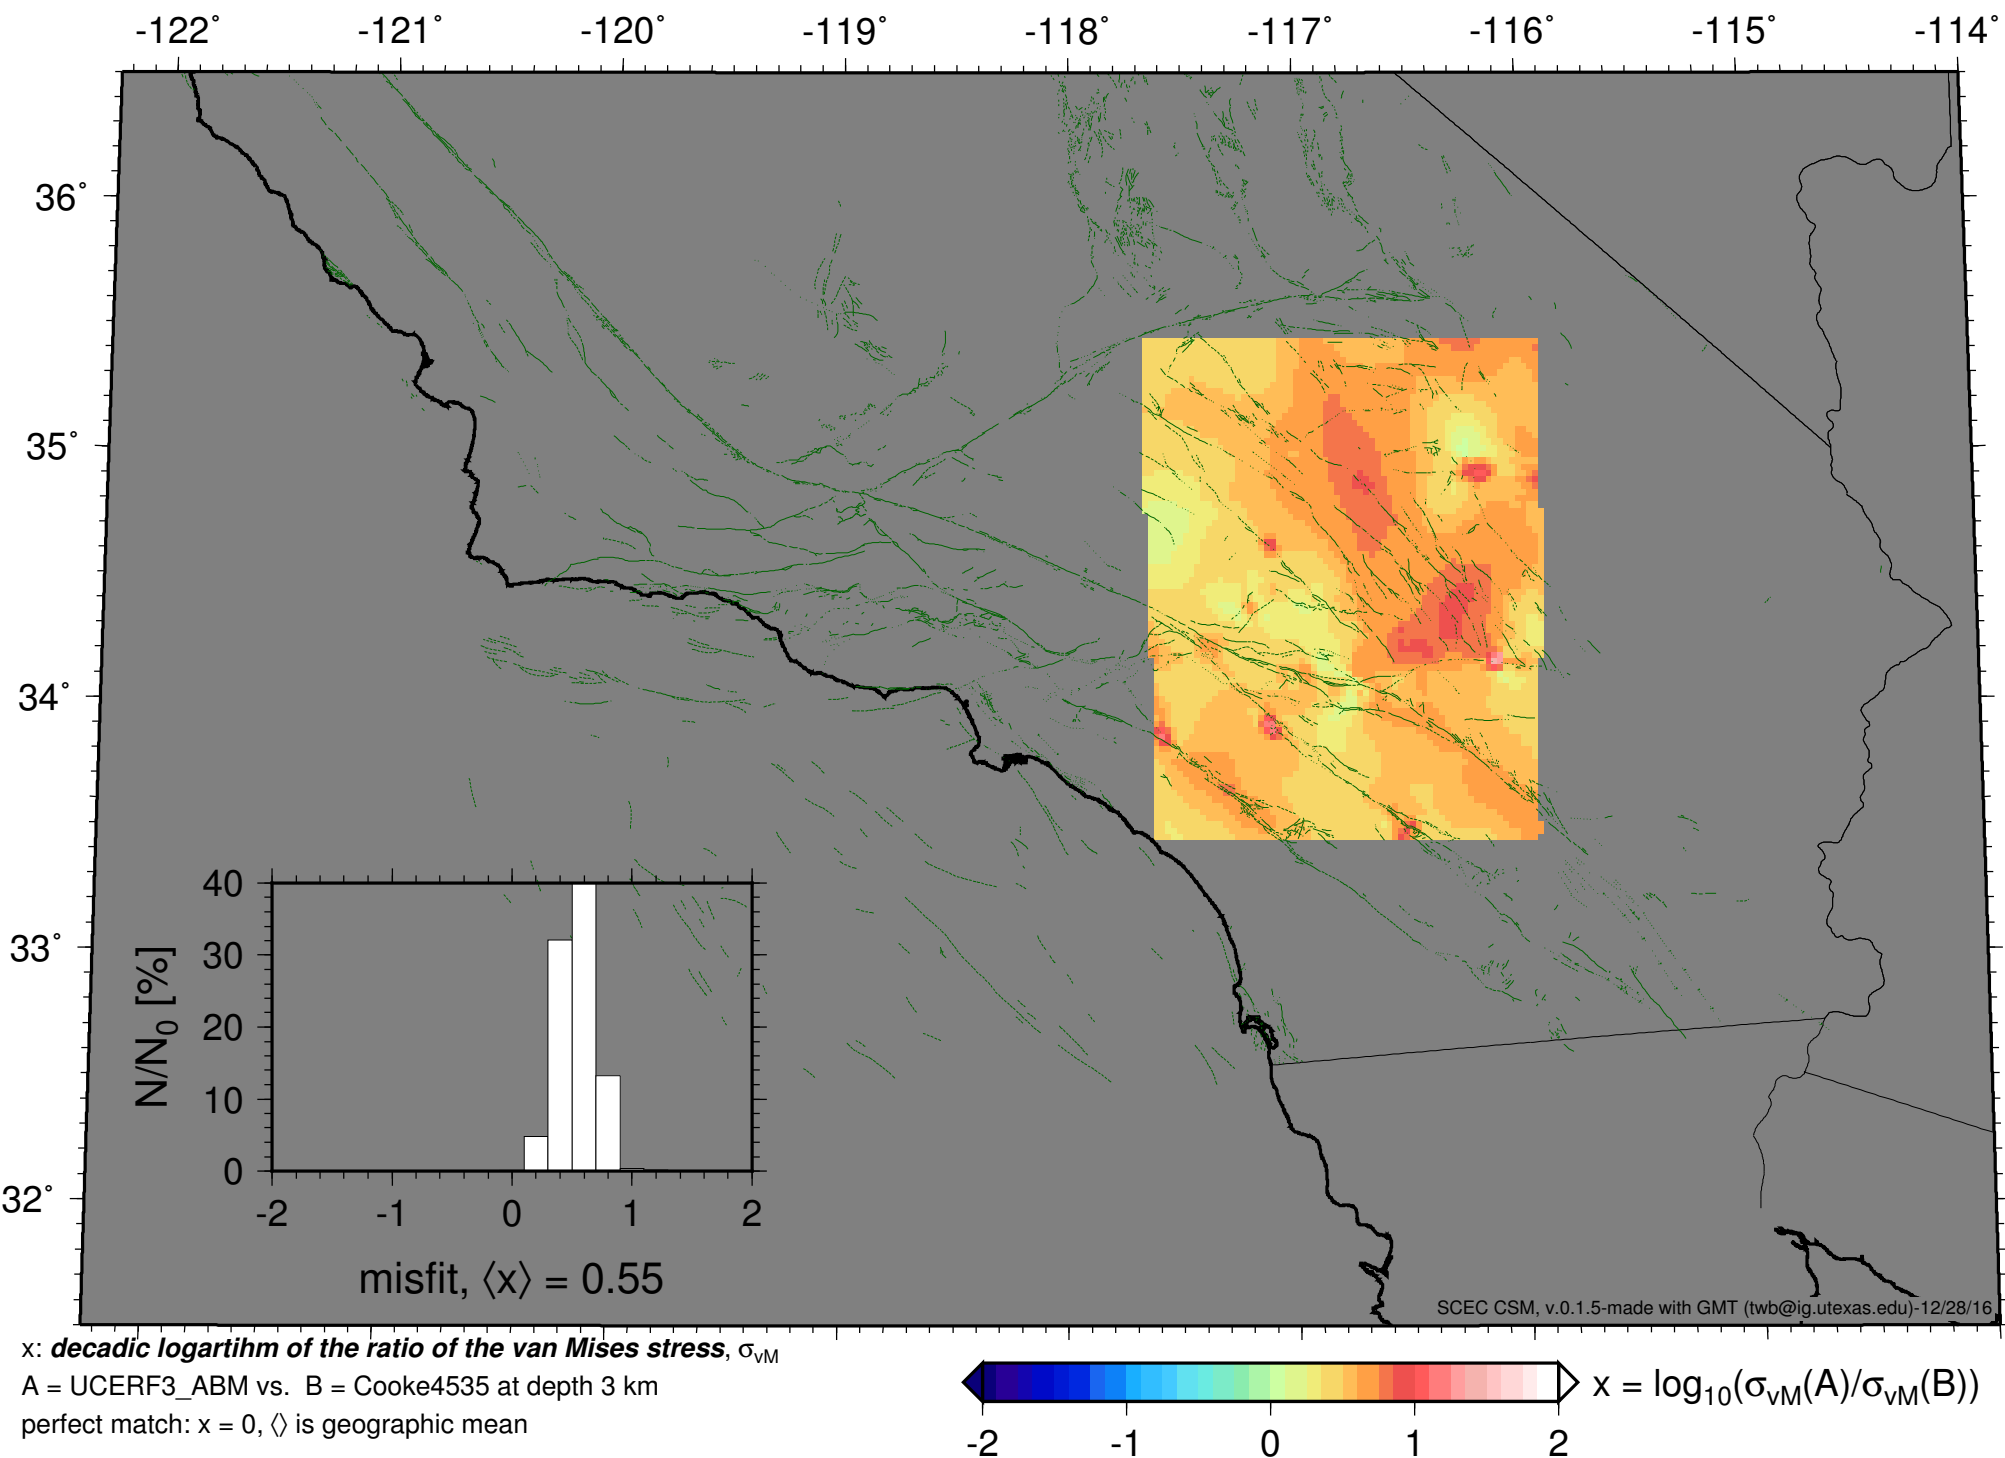 -122˚ -121˚ -120˚ -119˚ -118˚ -117˚ -116˚ -115˚ -114˚
36˚
35˚
34˚
33˚
32˚
40
30
20
10
0
N/N0 [%]
-2 -1 0 1 2
misfit, ⟨x⟩ = 0.55
SCEC CSM, v.0.1.5-made with GMT (twb@ig.utexas.edu)-12/28/16
x: decadic logartihm of the ratio of the van Mises stress, σvM
A = UCERF3_ABM vs. B = Cooke4535 at depth 3 km
perfect match: x = 0, ⟨⟩ is geographic mean
x = log10(σvM(A)/σvM(B))
-2 -1 0 1 2